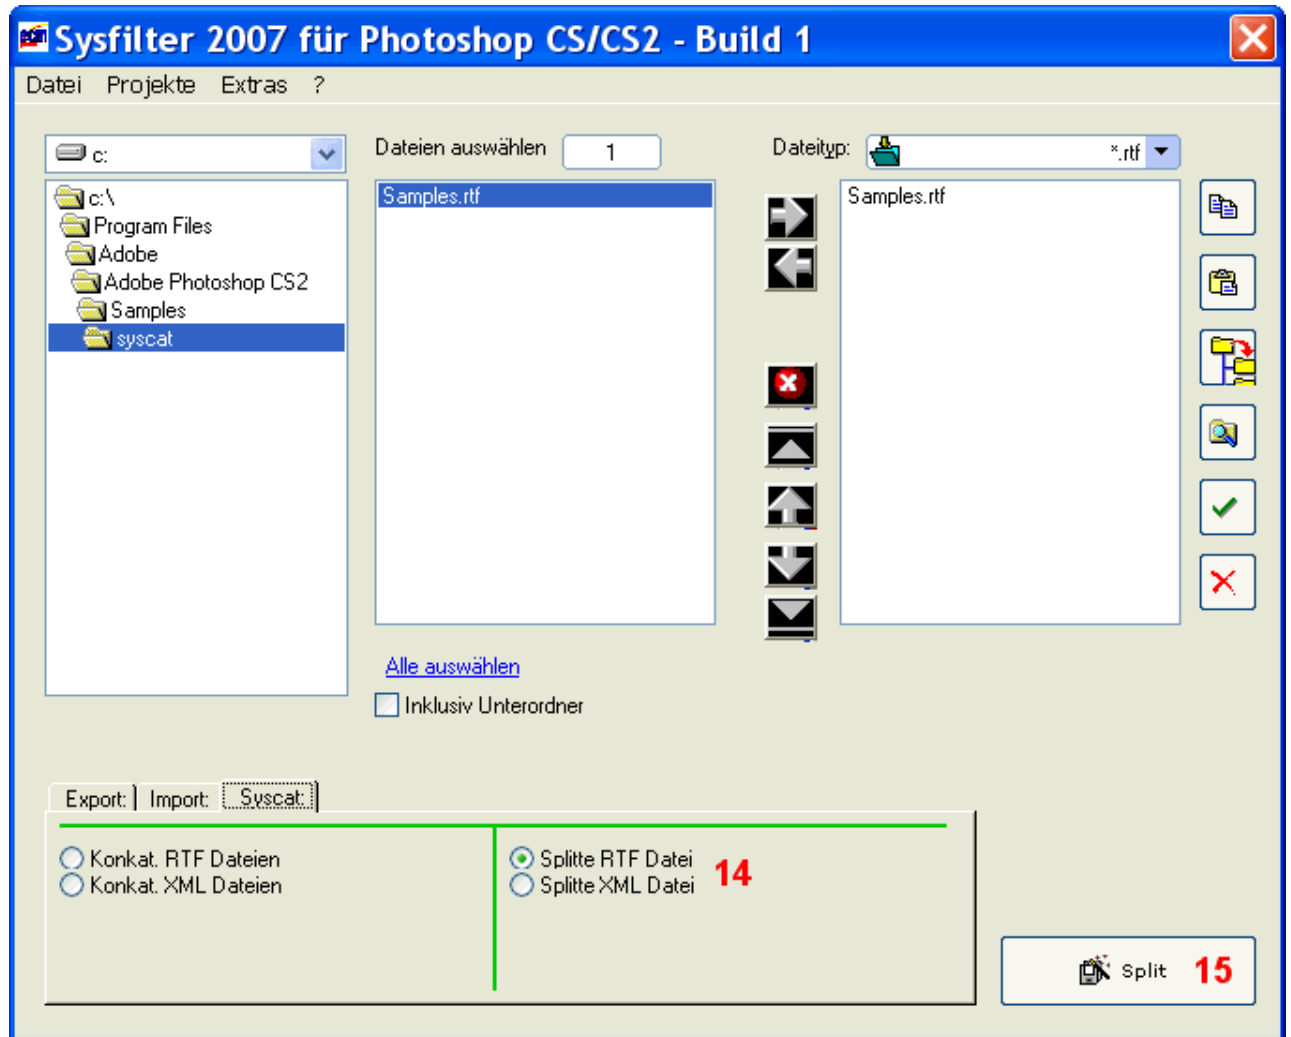 Sysfilter 2007 für Photoshop CS/CS2 - Build 1
Datei Projekte Extras ?
c:
Dateien auswählen 1
Dateityp: *.rtf
c:\
Program Files
Adobe
Adobe Photoshop CS2
Samples
syscat
Samples.rtf
Samples.rtf
Alle auswählen
Inklusiv Unterordner
Export: Import: Syscat:
Konkat. RTF Dateien
Konkat. XML Dateien
Splitte RTF Datei
Splitte XML Datei
14
Split 15